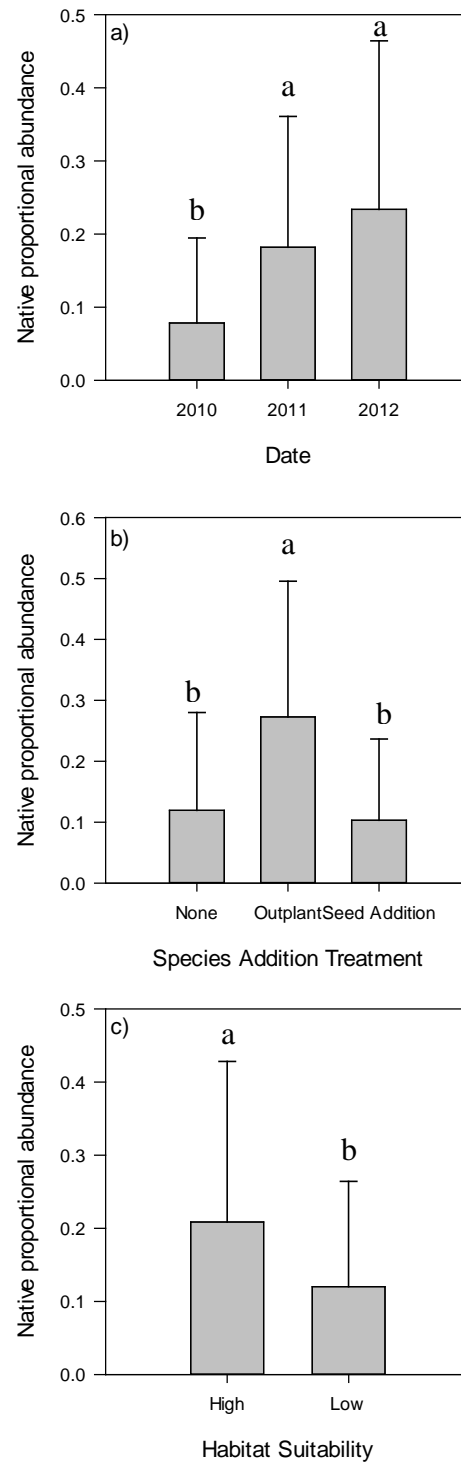 a)
Native proportional abundance
0.5
0.4
0.3
0.2
0.1
0.0
b
a
a
2010 2011 2012
Date
b)
Native proportional abundance
0.6
0.5
0.4
0.3
0.2
0.1
0.0
b
a
b
None Outplant Seed Addition
Species Addition Treatment
c)
Native proportional abundance
0.5
0.4
0.3
0.2
0.1
0.0
a
b
High Low
Habitat Suitability